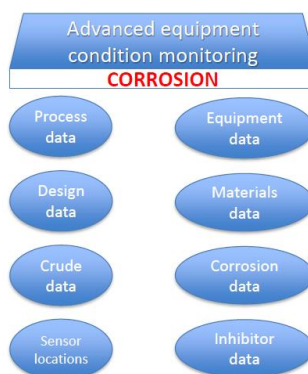 Advanced equipment
condition monitoring
CORROSION
Process
data
Equipment
data
Design
data
Materials
data
Crude
data
Corrosion
data
Sensor
locations
Inhibitor
data